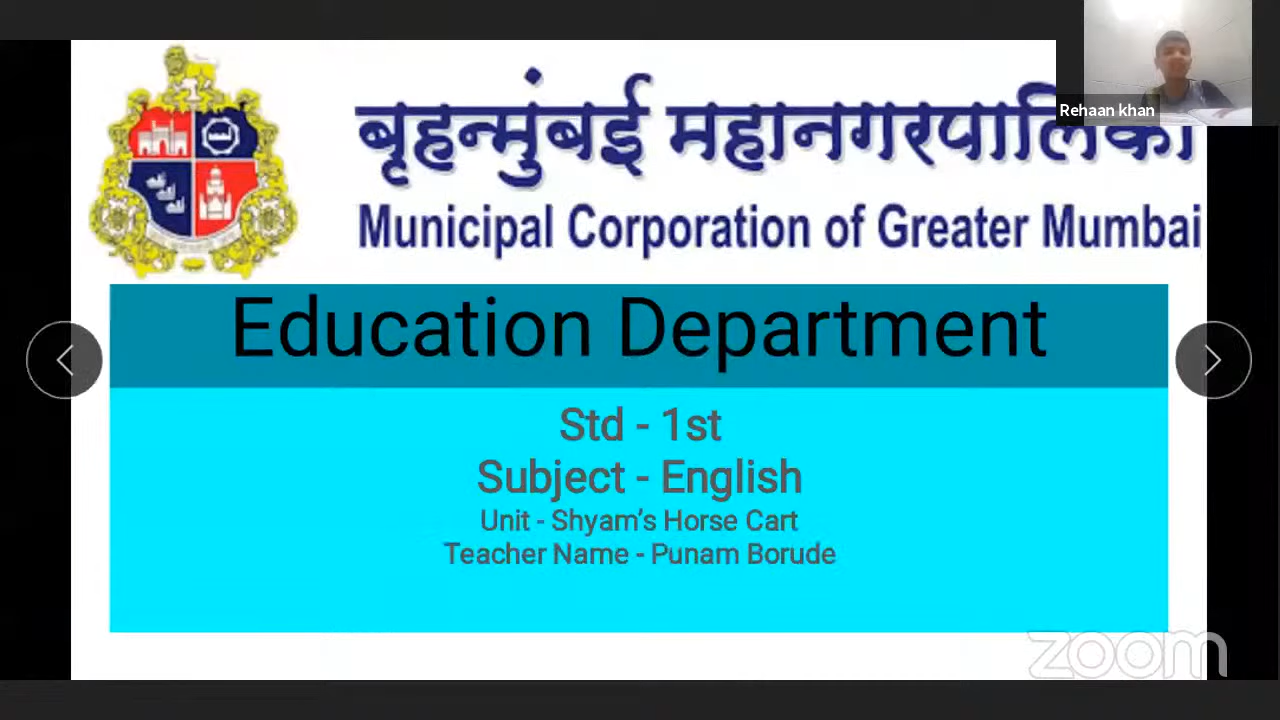 Rehaan khan
बृहन्मुंबई महानगरपालिका
Municipal Corporation of Greater Mumbai
Education Department
Std - 1st
Subject - English
Unit - Shyam’s Horse Cart
Teacher Name - Punam Borude
zoom